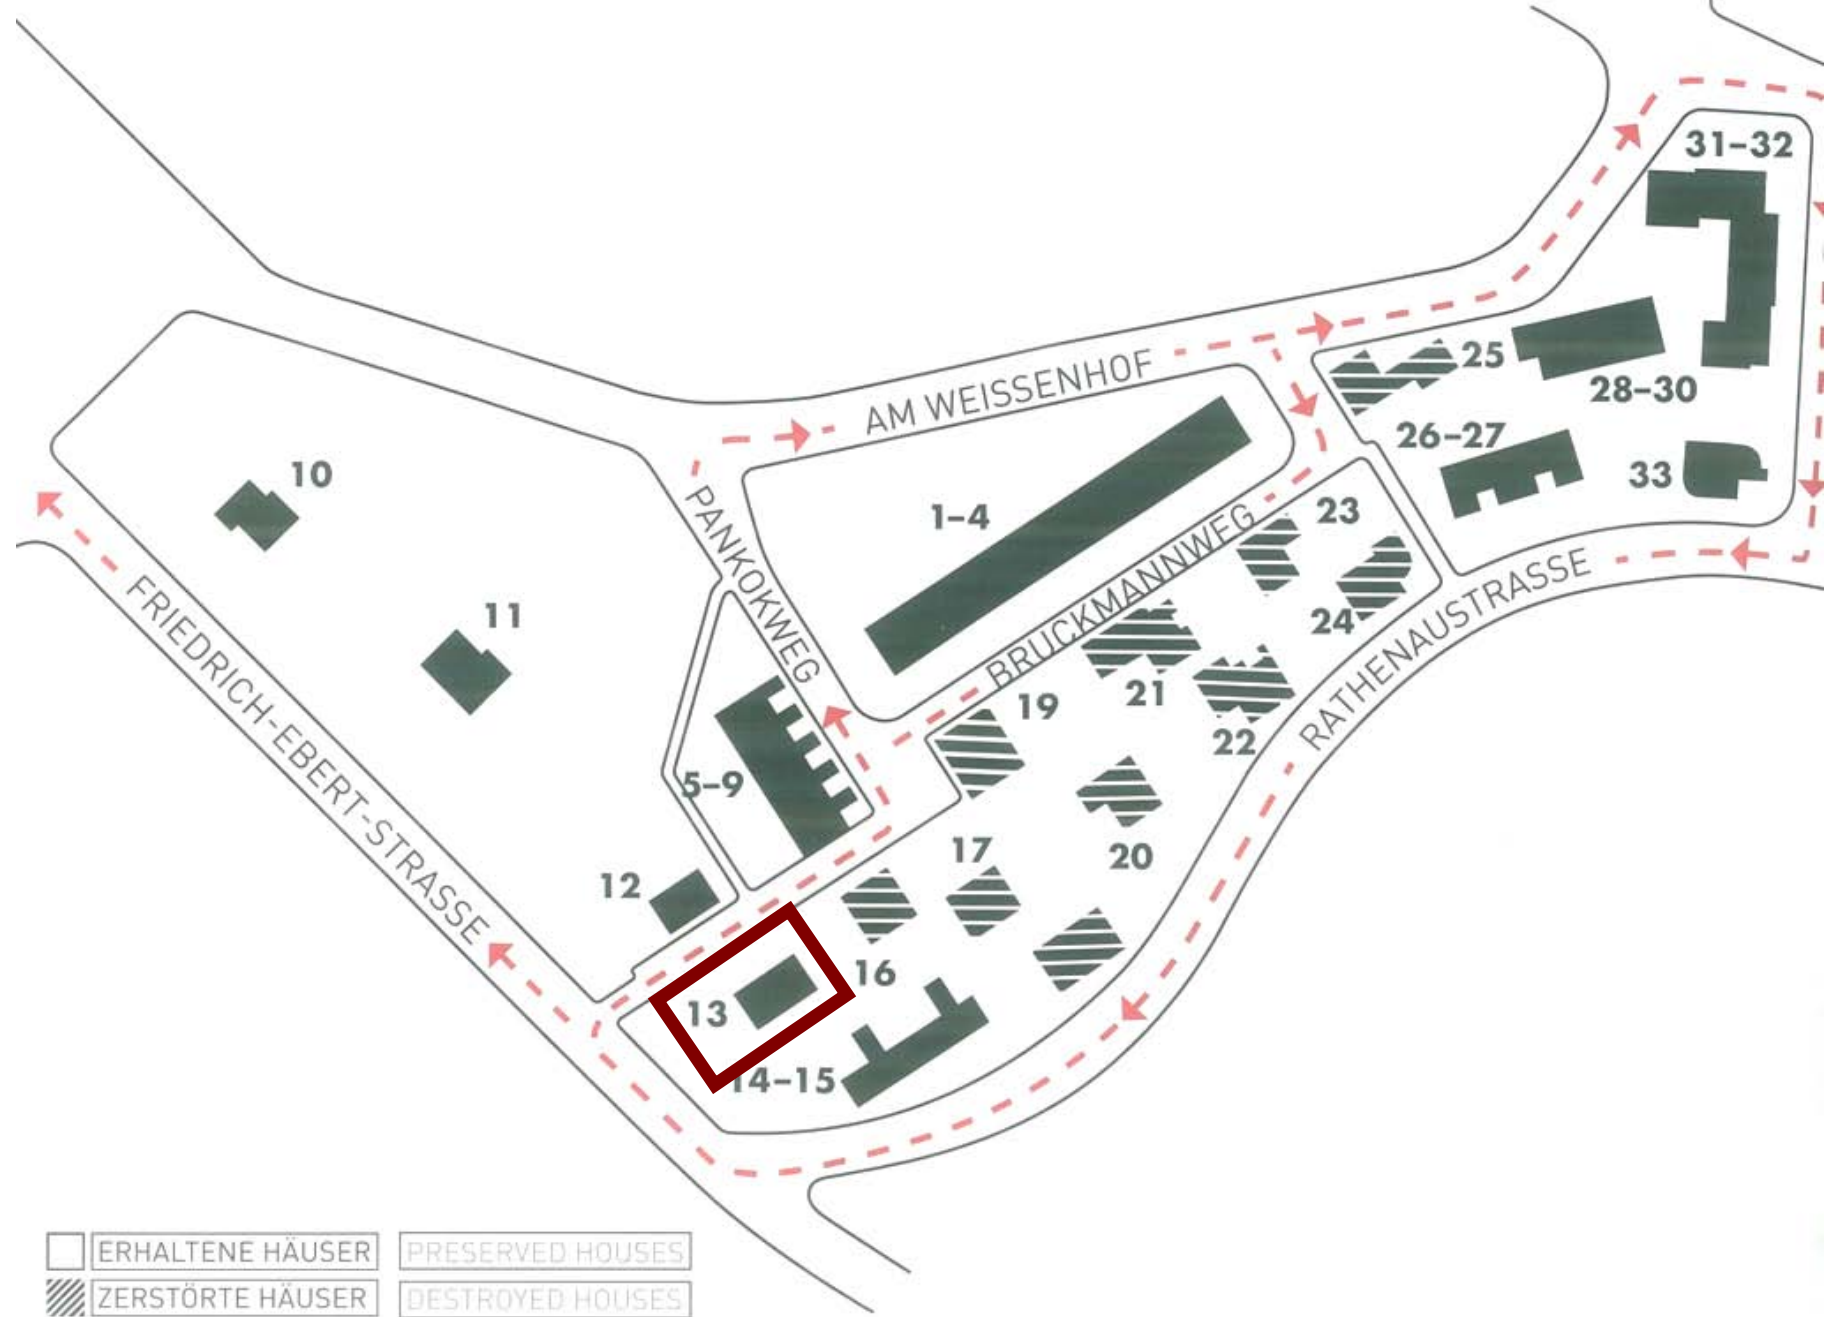 31–32
25
28–30
AM WEISSENHOF
26–27
33
10
1–4
PANKOKWEG
23
BRUCKMANNWEG
RATHENAUSTRASSE
FRIEDRICH-EBERT-STRASSE
11
24
21
19
22
5–9
17
20
12
16
13
14–15
ERHALTENE HÄUSER PRESERVED HOUSES
ZERSTÖRTE HÄUSER DESTROYED HOUSES